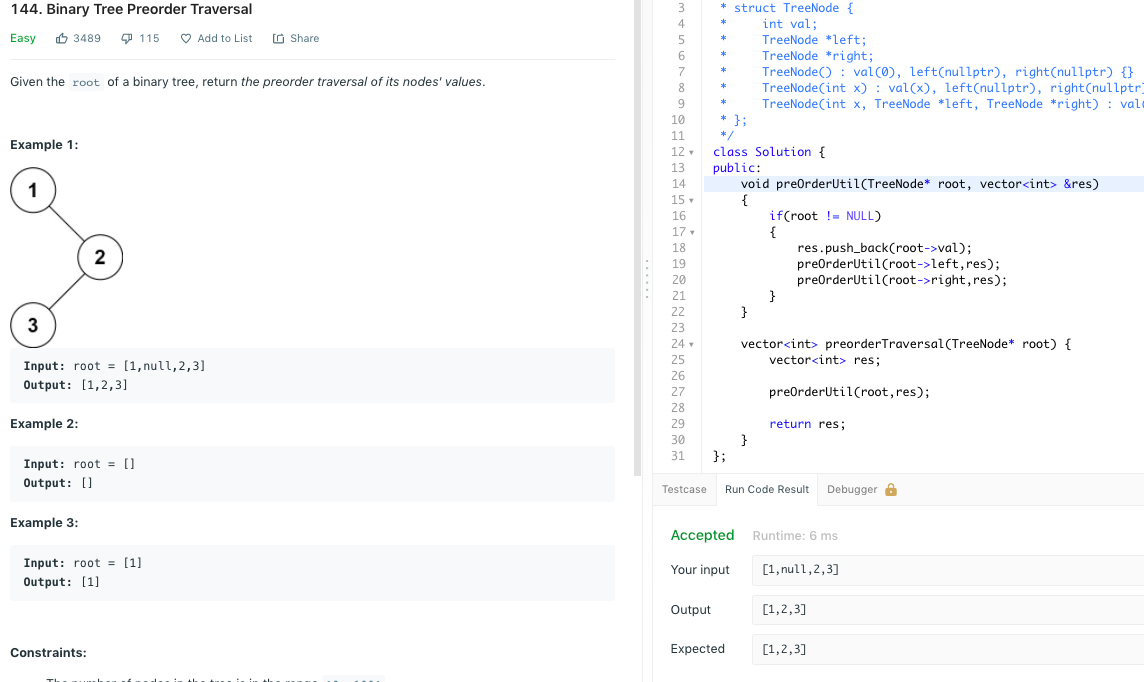 144. Binary Tree Preorder Traversal
Easy 3489 115 Add to List Share
Given the root of a binary tree, return the preorder traversal of its nodes' values.
Example 1:
1
2
3
Input: root = [1,null,2,3]
Output: [1,2,3]
Example 2:
Input: root = []
Output: []
Example 3:
Input: root = [1]
Output: [1]
Constraints:
3 * struct TreeNode {
4 * int val;
5 * TreeNode *left;
6 * TreeNode *right;
7 * TreeNode() : val(0), left(nullptr), right(nullptr) {}
8 * TreeNode(int x) : val(x), left(nullptr), right(nullptr)
9 * TreeNode(int x, TreeNode *left, TreeNode *right) : val(
10 * };
11 */
12 class Solution {
13 public:
14 void preOrderUtil(TreeNode* root, vector<int> &res)
15 {
16 if(root != NULL)
17 {
18 res.push_back(root->val);
19 preOrderUtil(root->left,res);
20 preOrderUtil(root->right,res);
21 }
22 }
23
24 vector<int> preorderTraversal(TreeNode* root) {
25 vector<int> res;
26
27 preOrderUtil(root,res);
28
29 return res;
30 }
31 };
Testcase Run Code Result Debugger
Accepted Runtime: 6 ms
Your input [1,null,2,3]
Output [1,2,3]
Expected [1,2,3]